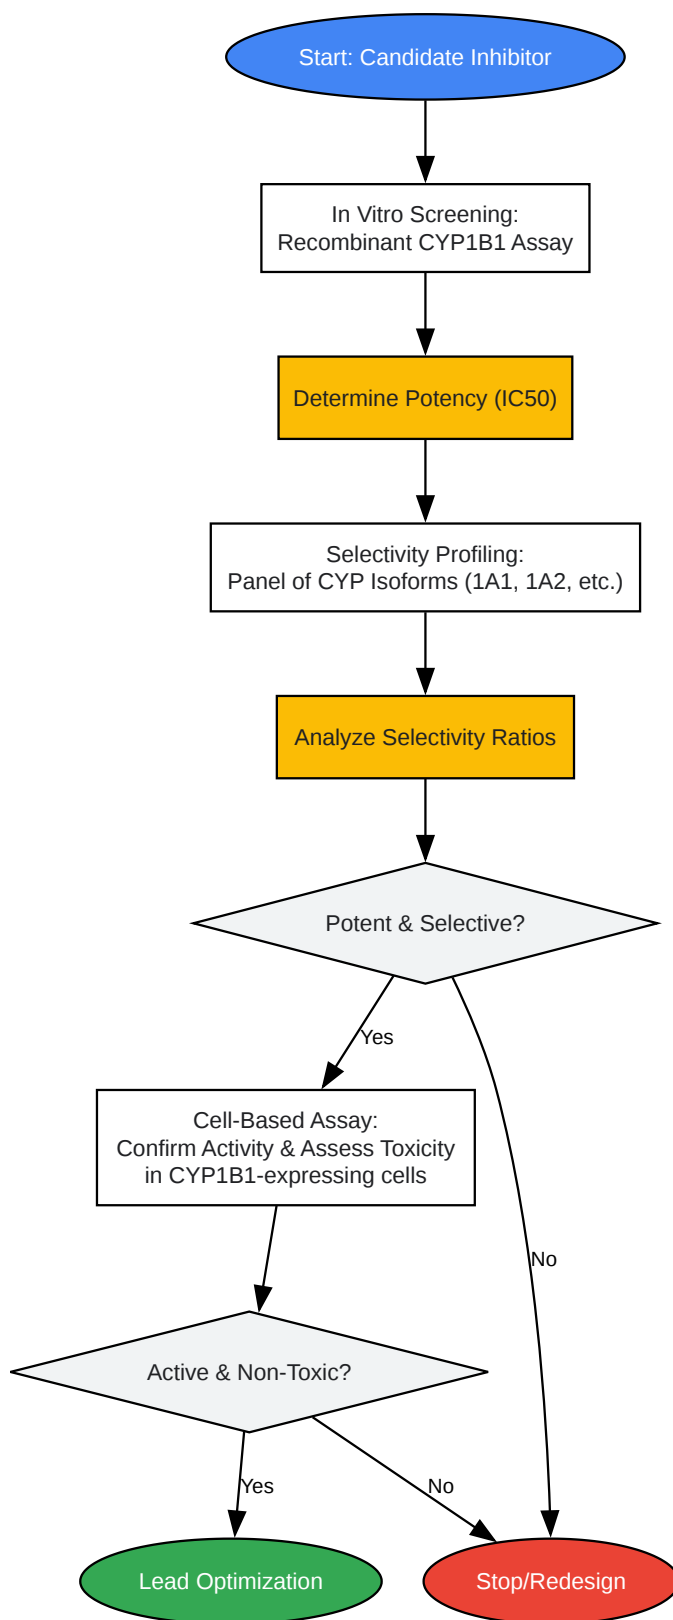 Start: Candidate Inhibitor
In Vitro Screening:
Recombinant CYP1B1 Assay
Determine Potency (IC50)
Selectivity Profiling:
Panel of CYP Isoforms (1A1, 1A2, etc.)
Analyze Selectivity Ratios
Potent & Selective?
Yes
Cell-Based Assay:
Confirm Activity & Assess Toxicity
in CYP1B1-expressing cells
No
Active & Non-Toxic?
Yes
No
Lead Optimization
Stop/Redesign